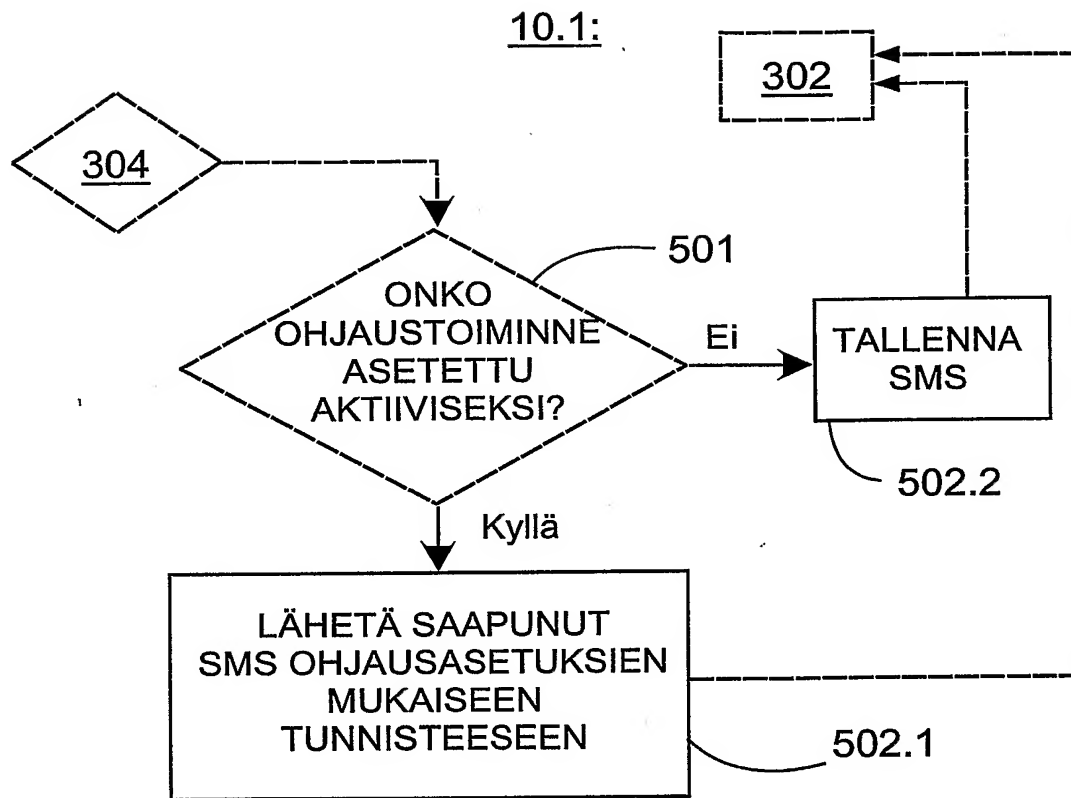 10.1:
302
304
501
ONKO
OHJAUSTOIMINNE
ASETETTU
AKTIIVISEKSI?
Ei
TALLENNA
SMS
502.2
Kyllä
LÄHETÄ SAAPUNUT
SMS OHJAUSASETUKSIEN
MUKAISEEN
TUNNISTEESEEN
502.1